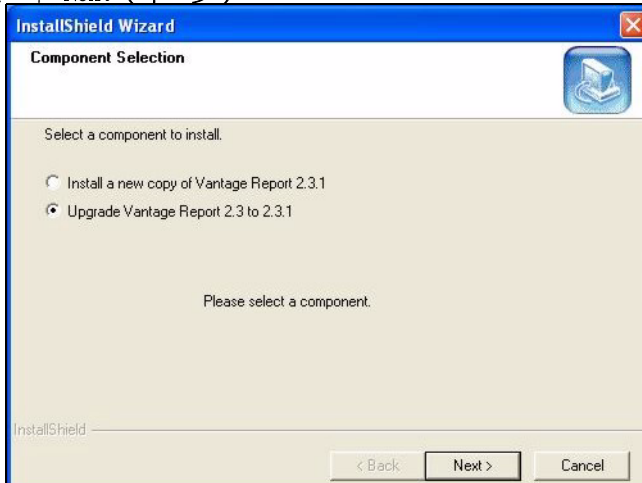 InstallShield Wizard
Component Selection
Select a component to install.
Install a new copy of Vantage Report 2.3.1
Upgrade Vantage Report 2.3 to 2.3.1
Please select a component.
InstallShield
< Back Next > Cancel